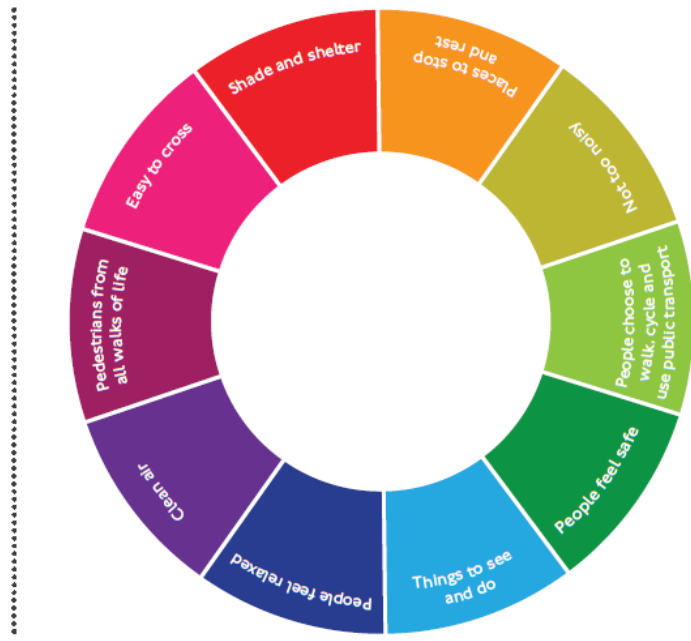 Shade and shelter
Places to stop
and rest
Not too noisy
People choose to
walk, cycle and
use public transport
People feel safe
Things to see
and do
People feel relaxed
Clean air
Pedestrians from
all walks of life
Easy to cross